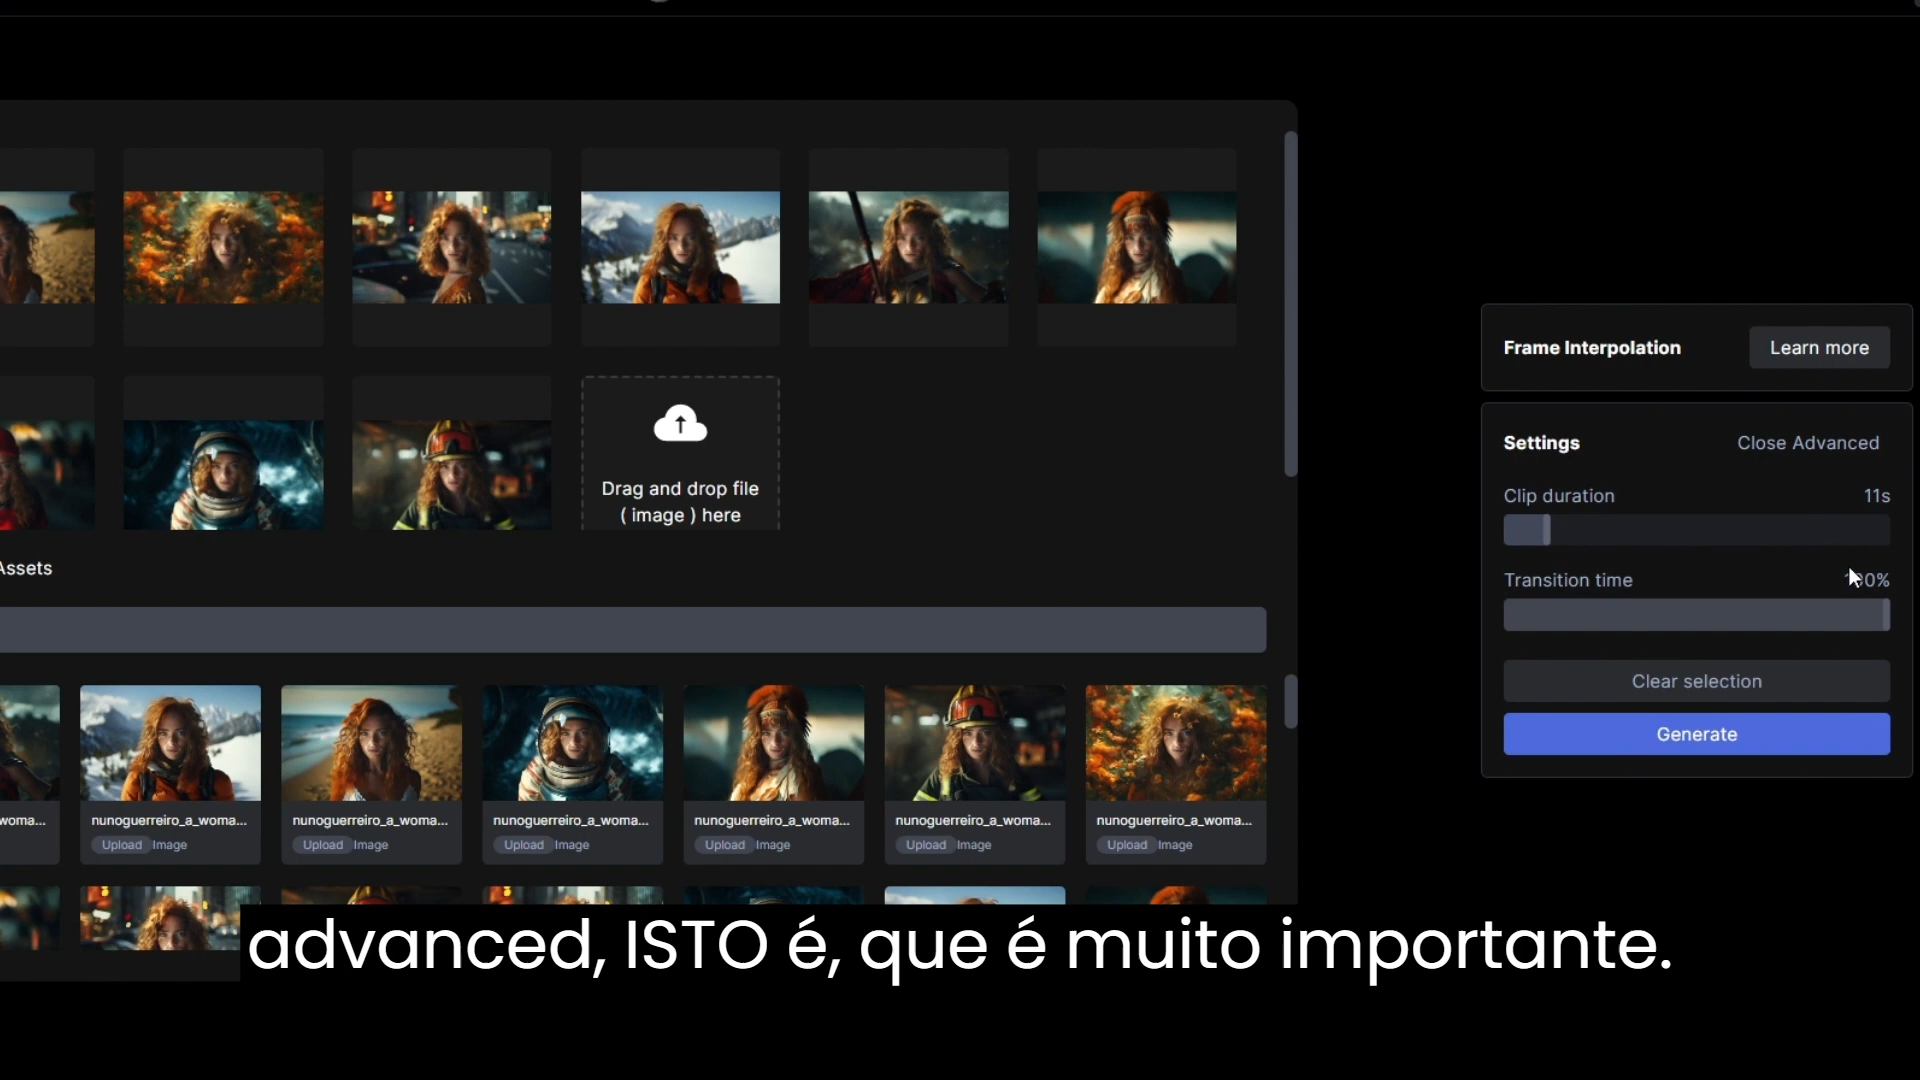 Frame Interpolation
Learn more
Settings
Close Advanced
Clip duration
11s
Transition time
Drag and drop file
( image ) here
Assets
Clear selection
Generate
nunoguerreiro_a_woma...
nunoguerreiro_a_woma...
nunoguerreiro_a_woma...
nunoguerreiro_a_woma...
nunoguerreiro_a_woma...
nunoguerreiro_a_woma...
Upload Image
Upload Image
Upload Image
Upload Image
Upload Image
Upload Image
advanced, ISTO é, que é muito importante.